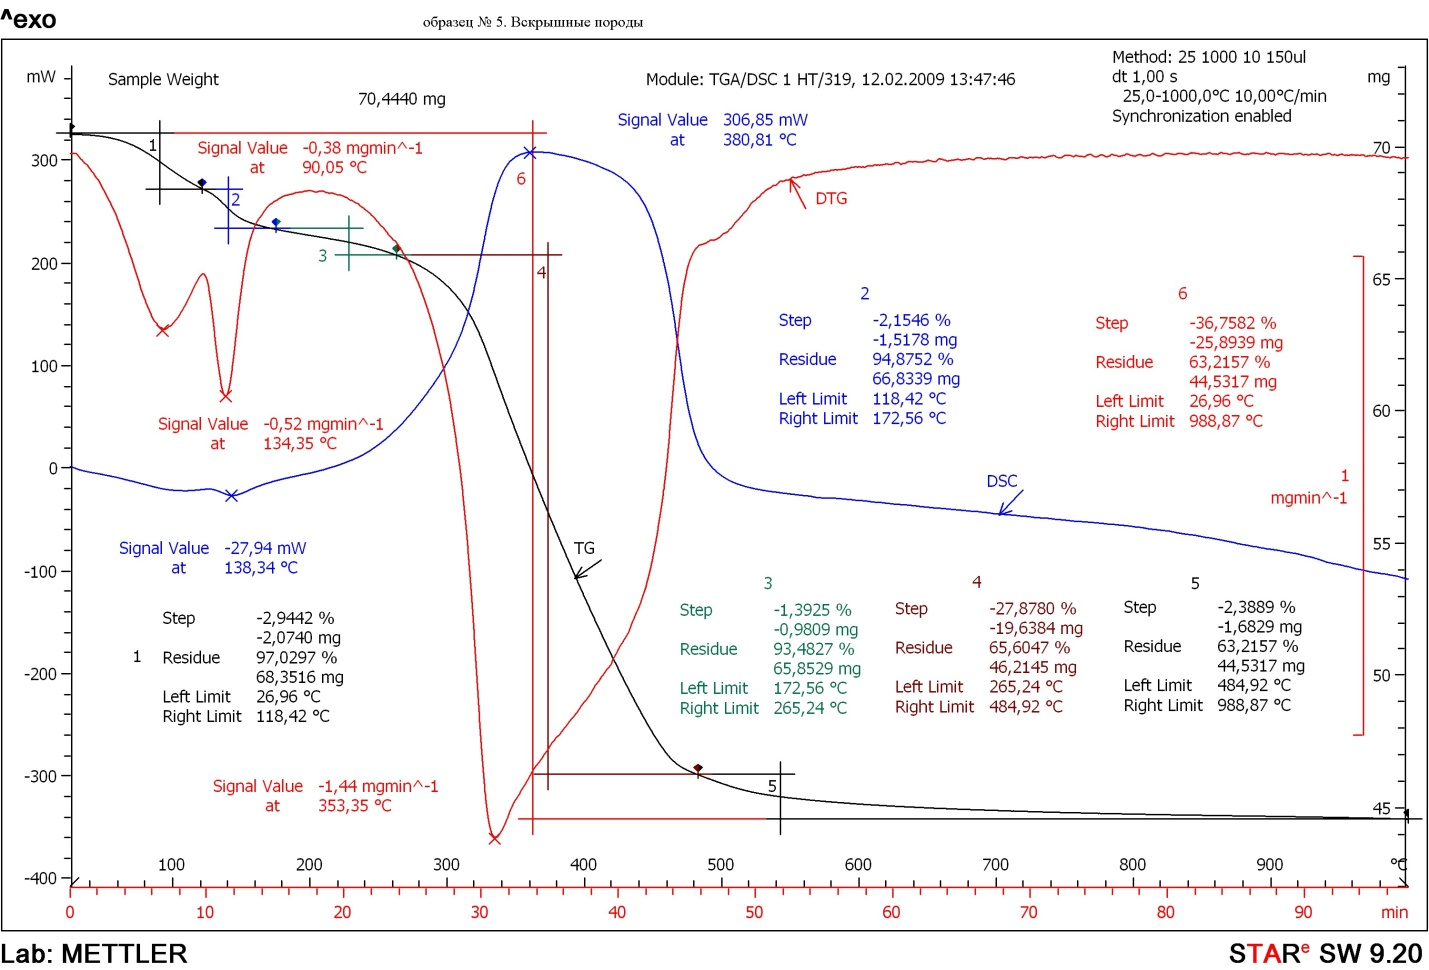 ^exo
образец № 5. Вскрышные породы
mW
Sample Weight
70,4440 mg
Module: TGA/DSC 1 HT/319, 12.02.2009 13:47:46
Method: 25 1000 10 150ul
dt 1,00 s
25,0-1000,0°C 10,00°C/min
Synchronization enabled
mg
Signal Value 306,85 mW
at 380,81 °C
Signal Value -0,38 mgmin^-1
at 90,05 °C
1
2
3
4
5
6
300
200
100
0
-100
-200
-300
-400
70
65
60
55
50
45
DTG
DSC
TG
Signal Value -0,52 mgmin^-1
at 134,35 °C
Signal Value -27,94 mW
at 138,34 °C
2
Step -2,1546 %
-1,5178 mg
Residue 94,8752 %
66,8339 mg
Left Limit 118,42 °C
Right Limit 172,56 °C
6
Step -36,7582 %
-25,8939 mg
Residue 63,2157 %
44,5317 mg
Left Limit 26,96 °C
Right Limit 988,87 °C
1
mgmin^-1
Step -2,9442 %
-2,0740 mg
1 Residue 97,0297 %
68,3516 mg
Left Limit 26,96 °C
Right Limit 118,42 °C
3
Step -1,3925 %
-0,9809 mg
Residue 93,4827 %
65,8529 mg
Left Limit 172,56 °C
Right Limit 265,24 °C
4
Step -27,8780 %
-19,6384 mg
Residue 65,6047 %
46,2145 mg
Left Limit 265,24 °C
Right Limit 484,92 °C
5
Step -2,3889 %
-1,6829 mg
Residue 63,2157 %
44,5317 mg
Left Limit 484,92 °C
Right Limit 988,87 °C
Signal Value -1,44 mgmin^-1
at 353,35 °C
100 200 300 400 500 600 700 800 900 °C
0 10 20 30 40 50 60 70 80 90 min
Lab: METTLER
STARe SW 9.20